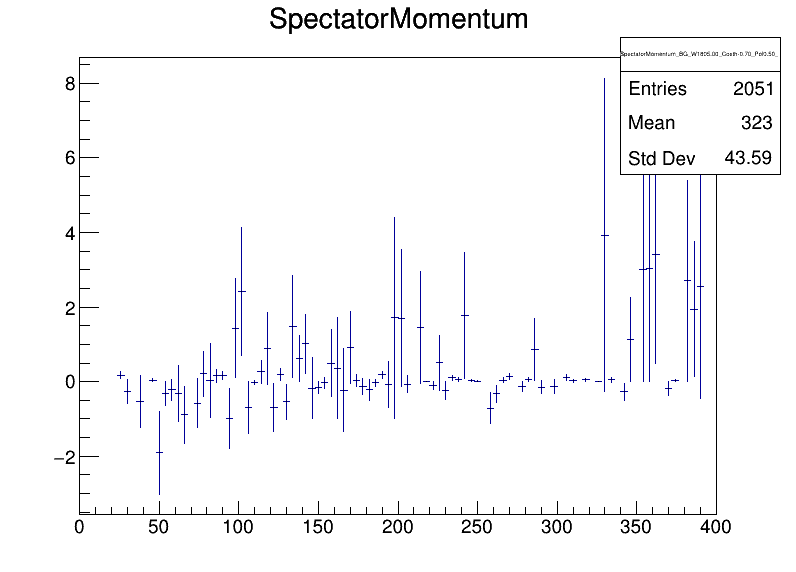 SpectatorMomentum
SpectatorMomentum_BG_W1805.00_Costh-0.70_Pol0.50_
Entries 2051
Mean 323
Std Dev 43.59
8
6
4
2
0
−2
0 50 100 150 200 250 300 350 400